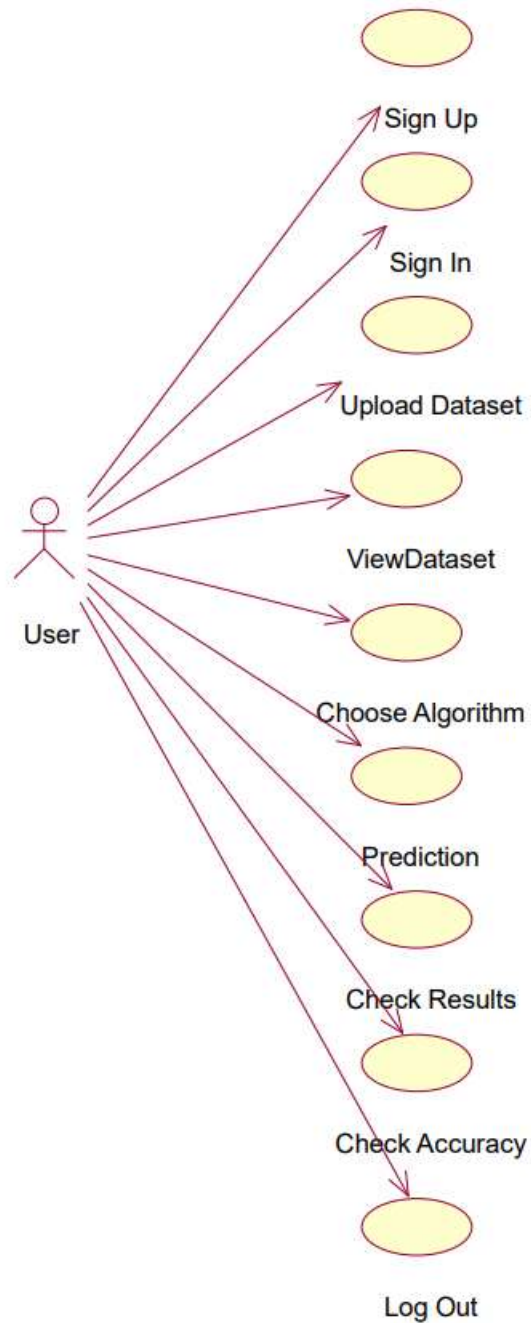 Sign Up
Sign In
Upload Dataset
ViewDataset
User
Choose Algorithm
Prediction
Check Results
Check Accuracy
Log Out